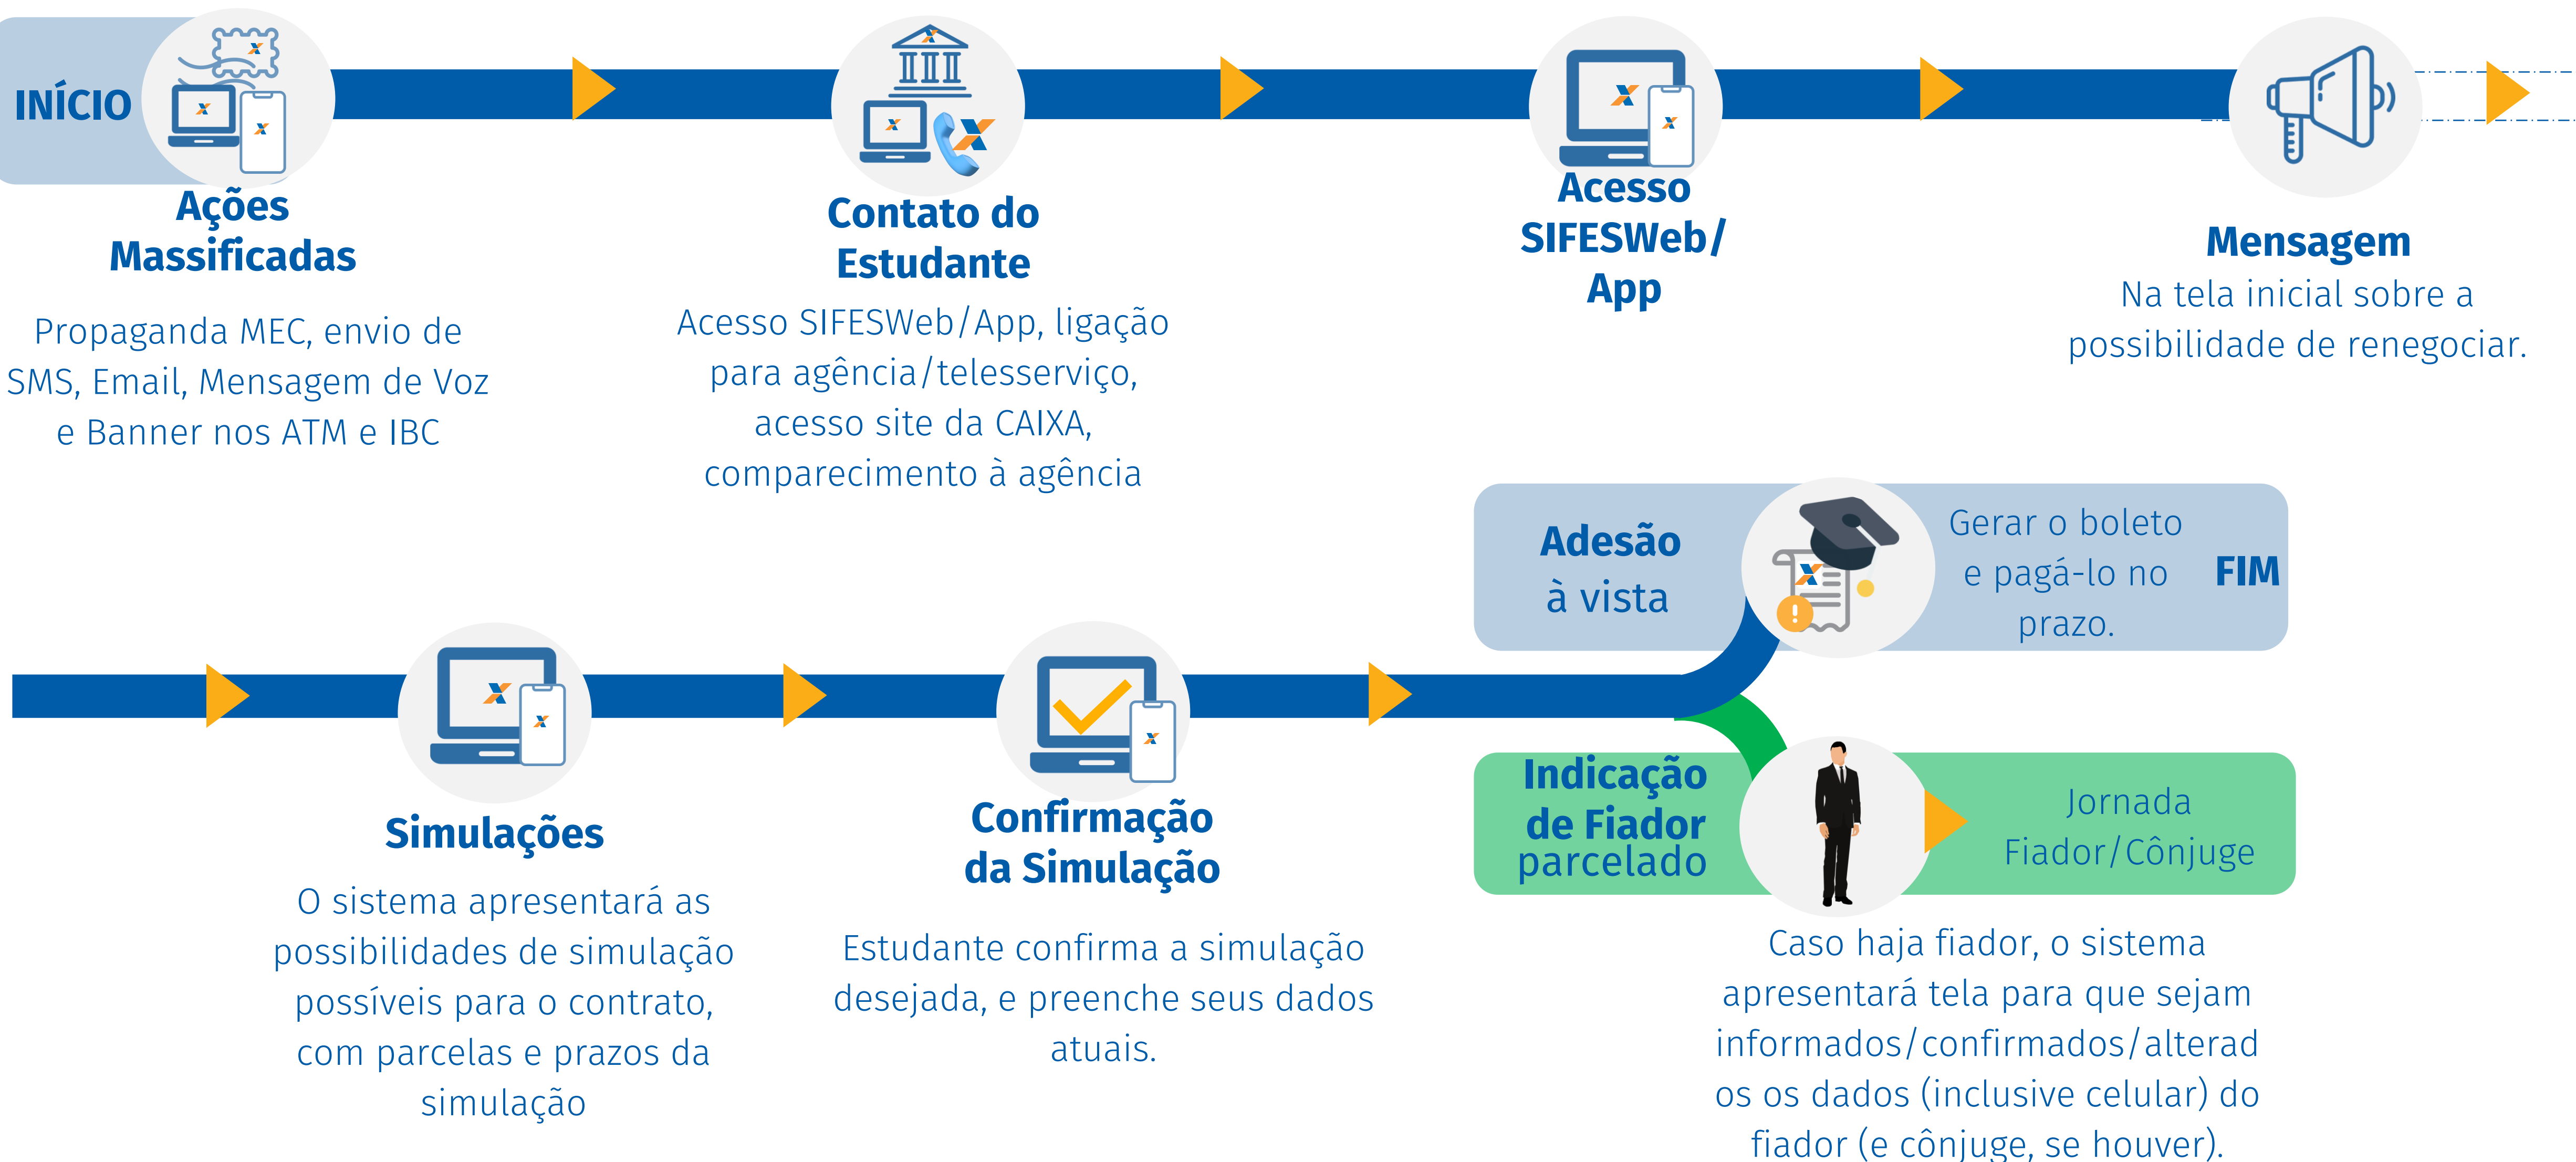 INÍCIO
Ações
Massificadas
Propaganda MEC, envio de
SMS, Email, Mensagem de Voz
e Banner nos ATM e IBC
Contato do
Estudante
Acesso SIFESWeb/App, ligação
para agência/telesserviço,
acesso site da CAIXA,
comparecimento à agência
Acesso
SIFESWeb/
App
Mensagem
Na tela inicial sobre a
possibilidade de renegociar.
Simulações
O sistema apresentará as
possibilidades de simulação
possíveis para o contrato,
com parcelas e prazos da
simulação
Confirmação
da Simulação
Estudante confirma a simulação
desejada, e preenche seus dados
atuais.
Adesão
à vista
Gerar o boleto
e pagá-lo no
prazo.
FIM
Indicação
de Fiador
parcelado
Jornada
Fiador/Cônjuge
Caso haja fiador, o sistema
apresentará tela para que sejam
informados/confirmados/alterad
os os dados (inclusive celular) do
fiador (e cônjuge, se houver).